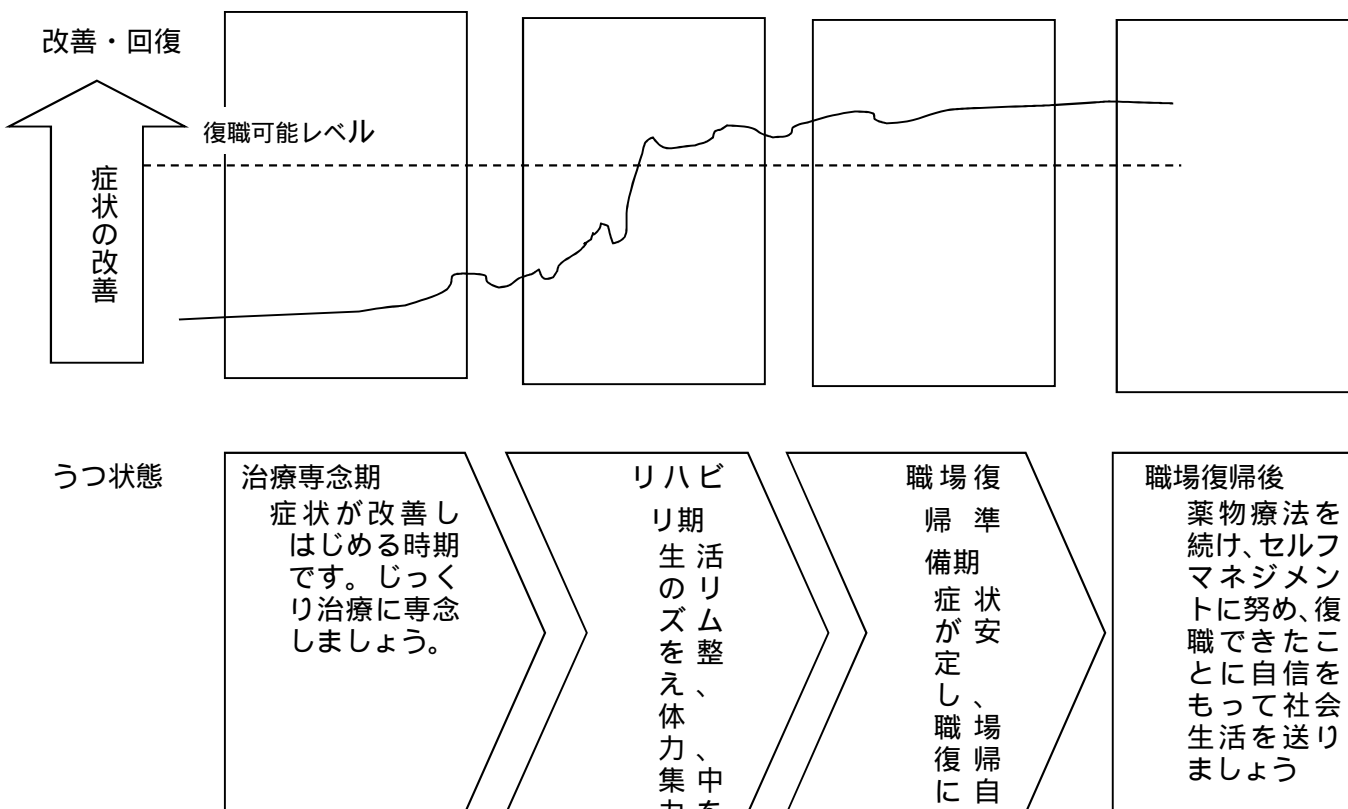 改善・回復
復職可能レベル
症状の改善
うつ状態
治療専念期
症状が改善し
はじめる時期
です。じっく
り治療に専念
しましょう。
リハビ
リ期
生活
のリ
ズム
を整
え、
体
力、
集中
職場復
帰準
備期
症状
が安
定
し、
職場
復帰
に自
職場復帰後
薬物療法を
続け、セルフ
マネジメン
トに努め、復
職できたこ
とに自信を
もって社会
生活を送り
ましょう